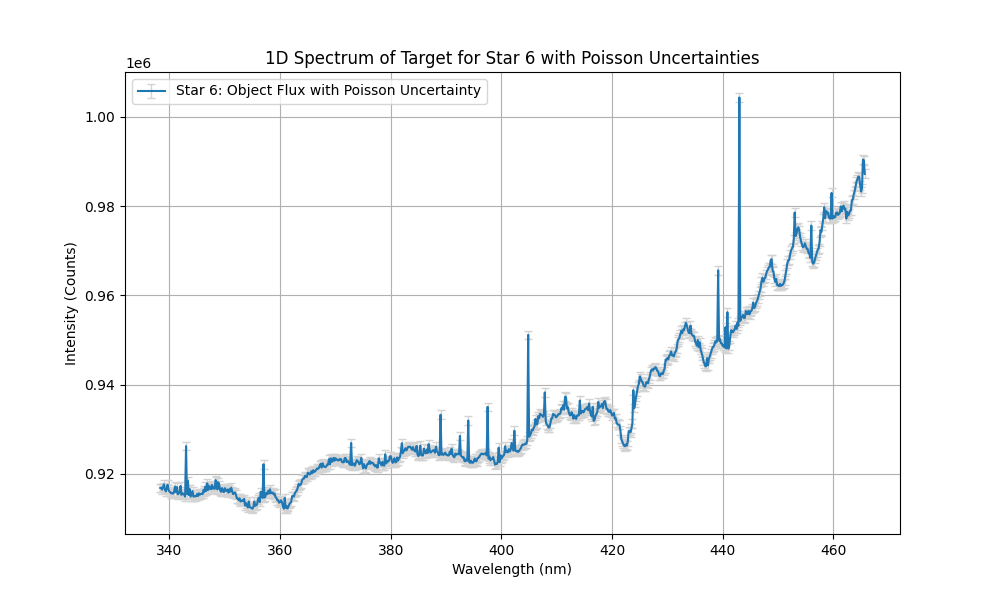 1D Spectrum of Target for Star 6 with Poisson Uncertainties
1e6
Star 6: Object Flux with Poisson Uncertainty
1.00
0.98
0.96
0.94
0.92
Intensity (Counts)
340 360 380 400 420 440 460
Wavelength (nm)